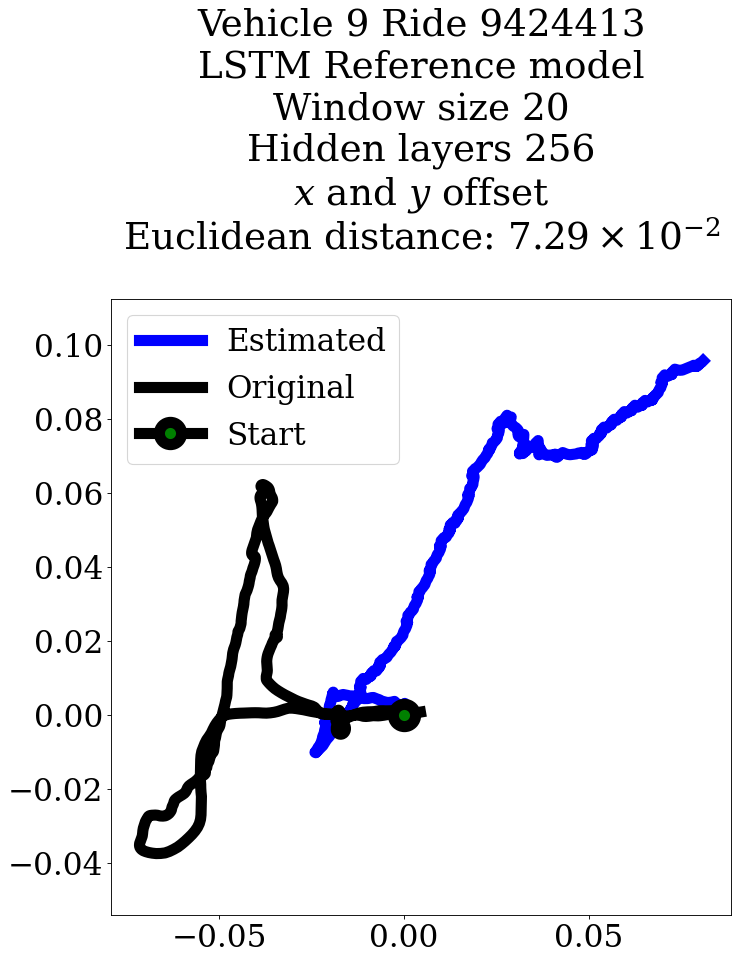 Vehicle 9 Ride 9424413
LSTM Reference model
Window size 20
Hidden layers 256
x and y offset
Euclidean distance: 7.29 × 10⁻²
Estimated
Original
Start
0.10
0.08
0.06
0.04
0.02
0.00
−0.02
−0.04
−0.05 0.00 0.05